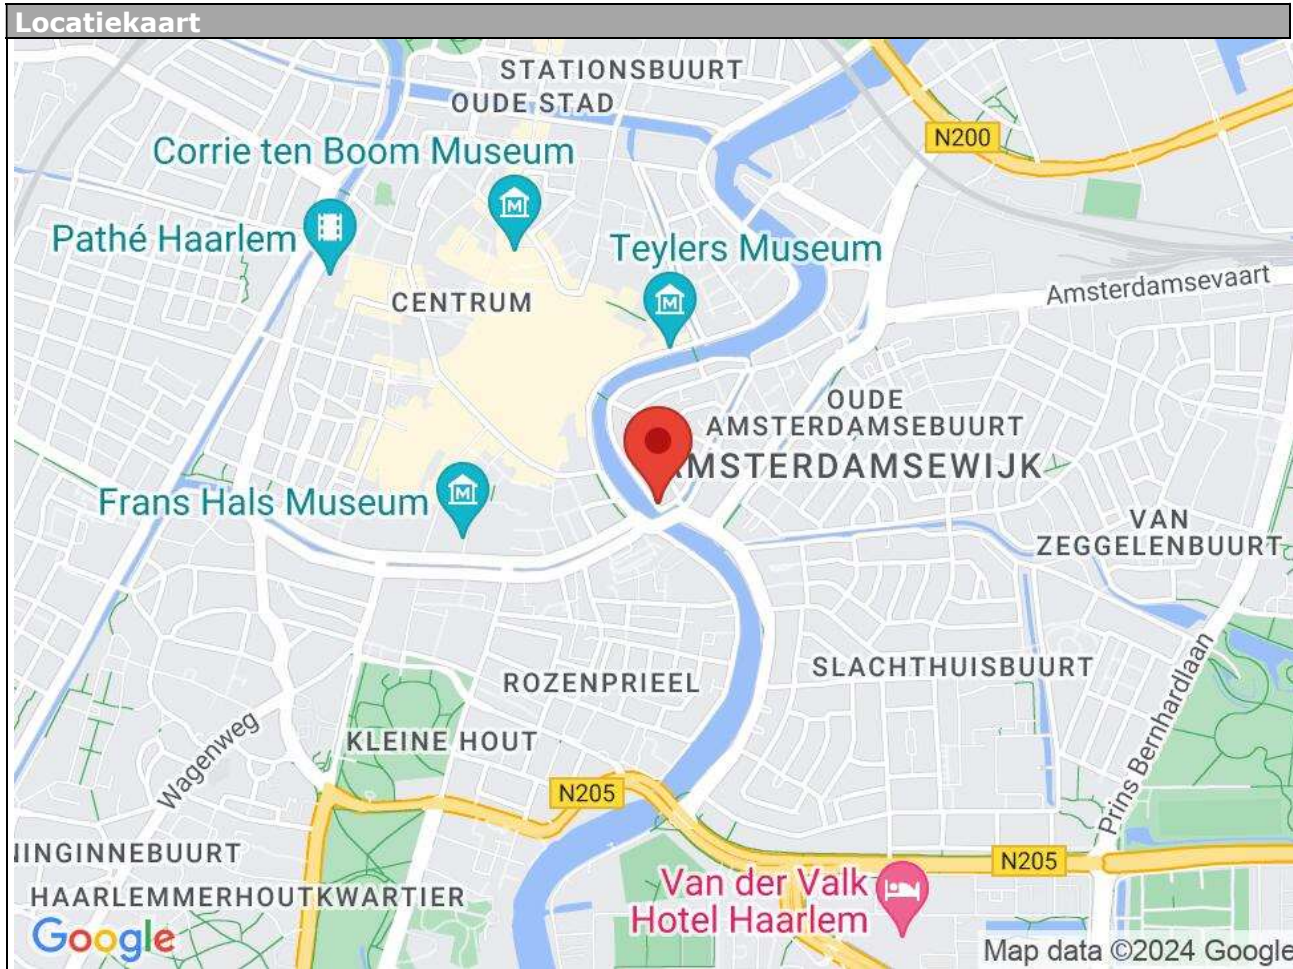 Locatiekaart
STATIONSBUURT
OUDE STAD
N200
Corrie ten Boom Museum
M
Pathé Haarlem
Teylers Museum
M
CENTRUM
Amsterdamsevaart
OUDE
AMSTERDAMSEBUURT
MSTERDAMSEWIJK
Frans Hals Museum
M
VAN
ZEGGELENBUURT
SLACHTHUISBUURT
ROZENPRIEEL
Prins Bernhardlaan
Wagenweg
KLEINE HOUT
N205
NINGINNEBUURT
N205
Van der Valk
Hotel Haarlem
HAARLEMMERHOUTKWARTIER
Google
Map data ©2024 Google